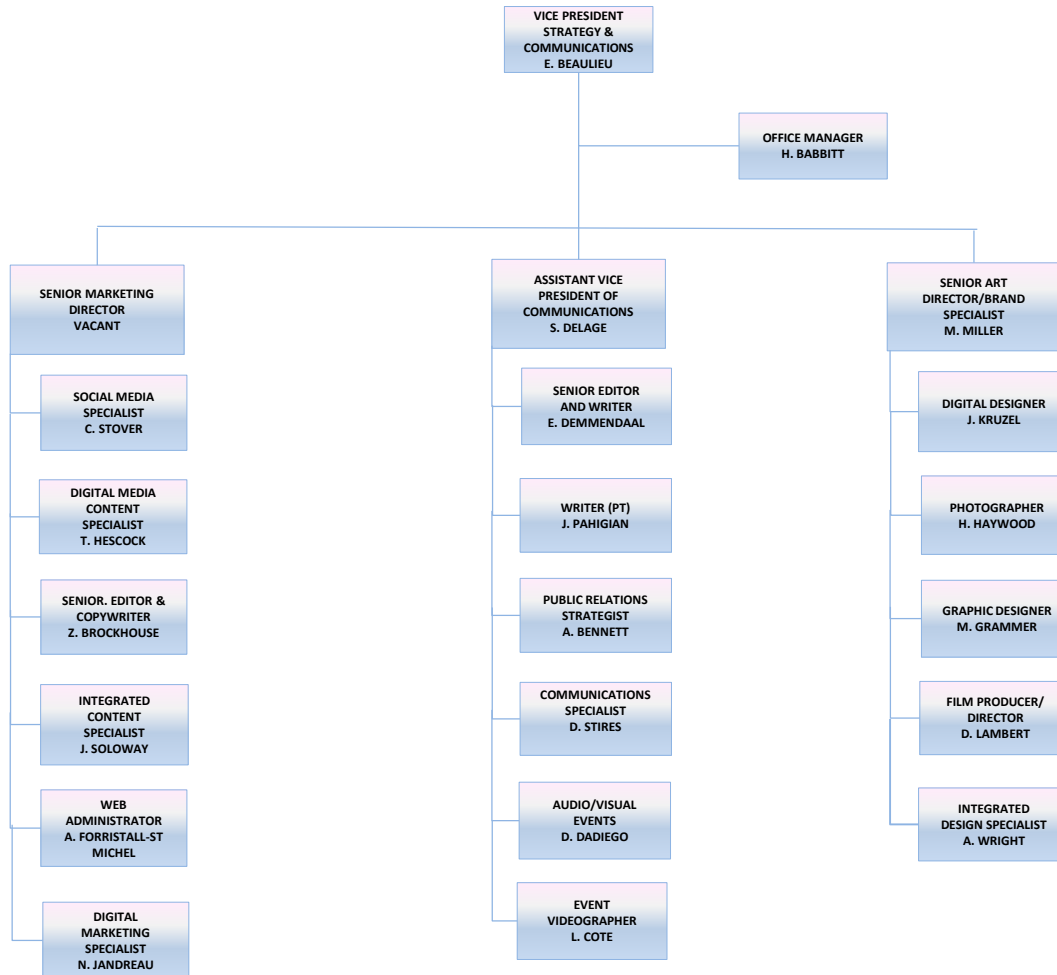 VICE PRESIDENT
STRATEGY &
COMMUNICATIONS
E. BEAULIEU
OFFICE MANAGER
H. BABBITT
SENIOR MARKETING
DIRECTOR
VACANT
SOCIAL MEDIA
SPECIALIST
C. STOVER
DIGITAL MEDIA
CONTENT
SPECIALIST
T. HESCOCK
SENIOR. EDITOR &
COPYWRITER
Z. BROCKHOUSE
INTEGRATED
CONTENT
SPECIALIST
J. SOLOWAY
WEB
ADMINISTRATOR
A. FORRISTALL-ST
MICHEL
DIGITAL
MARKETING
SPECIALIST
N. JANDREAU
ASSISTANT VICE
PRESIDENT OF
COMMUNICATIONS
S. DELAGE
SENIOR EDITOR
AND WRITER
E. DEMMENDAAL
WRITER (PT)
J. PAHIGIAN
PUBLIC RELATIONS
STRATEGIST
A. BENNETT
COMMUNICATIONS
SPECIALIST
D. STIRES
AUDIO/VISUAL
EVENTS
D. DADIEGO
EVENT
VIDEOGRAPHER
L. COTE
SENIOR ART
DIRECTOR/BRAND
SPECIALIST
M. MILLER
DIGITAL DESIGNER
J. KRUZEL
PHOTOGRAPHER
H. HAYWOOD
GRAPHIC DESIGNER
M. GRAMMER
FILM PRODUCER/
DIRECTOR
D. LAMBERT
INTEGRATED
DESIGN SPECIALIST
A. WRIGHT